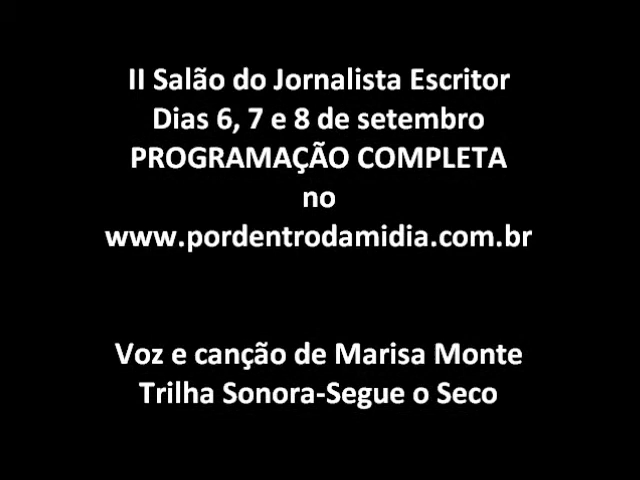 II Salão do Jornalista Escritor
Dias 6, 7 e 8 de setembro
PROGRAMAÇÃO COMPLETA
no
www.pordentrodamidia.com.br
Voz e canção de Marisa Monte
Trilha Sonora-Segue o Seco